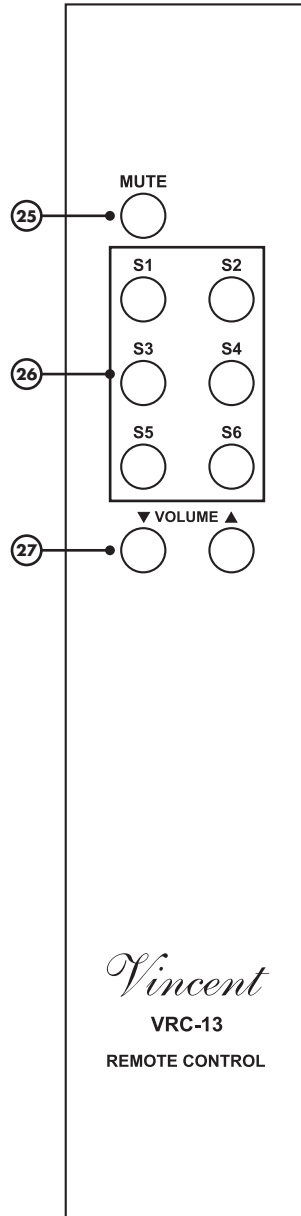 MUTE
25
S1 S2
S3 S4
26
S5 S6
▼ VOLUME ▲
27
Vincent
VRC-13
REMOTE CONTROL